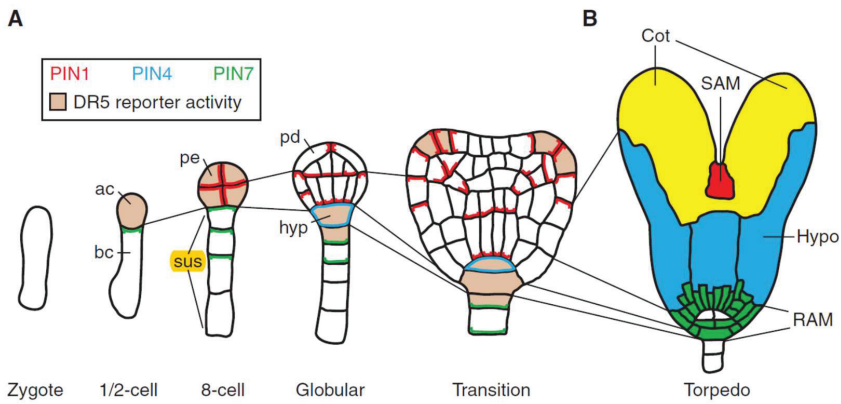 A
B
PIN1 PIN4 PIN7
DR5 reporter activity
Cot
SAM
pd
pe
ac
hyp
bc
sus
Hypo
RAM
Zygote 1/2-cell 8-cell Globular Transition Torpedo